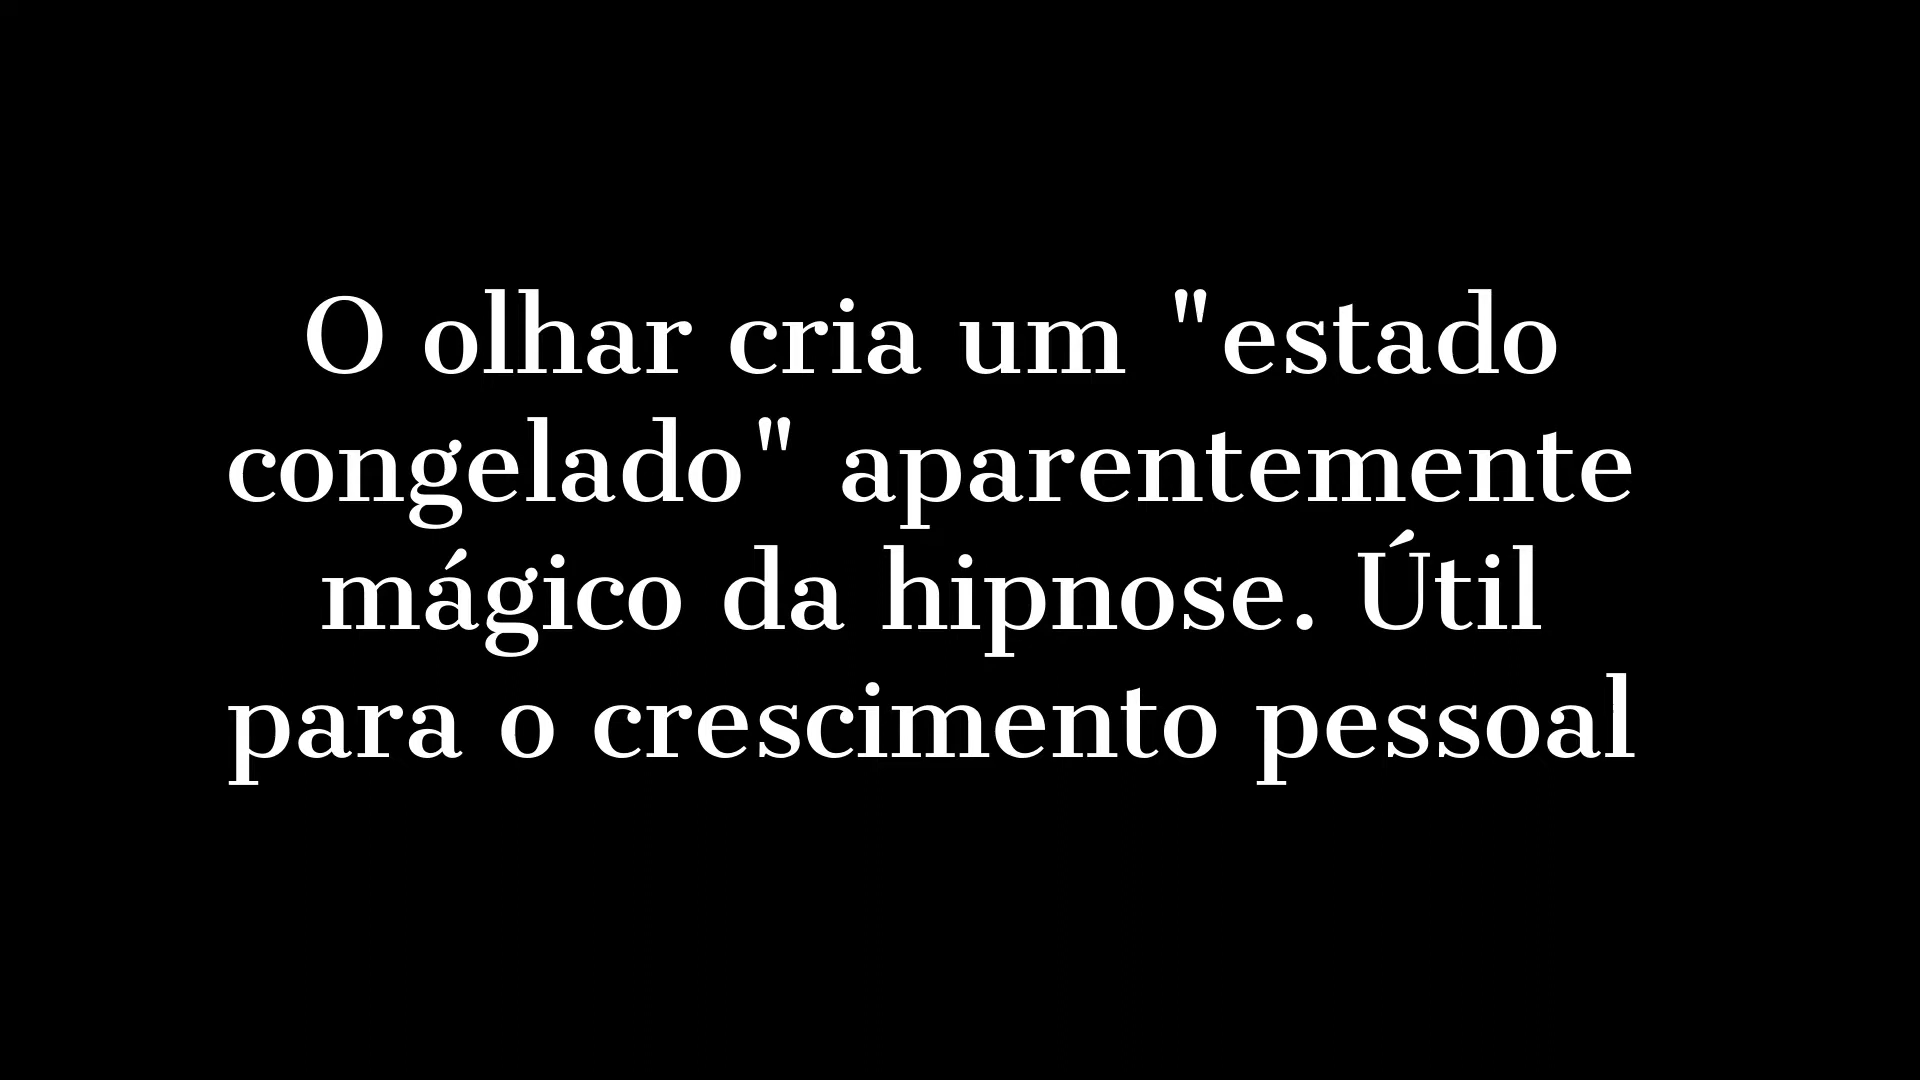 O olhar cria um "estado
congelado" aparentemente
mágico da hipnose. Útil
para o crescimento pessoal